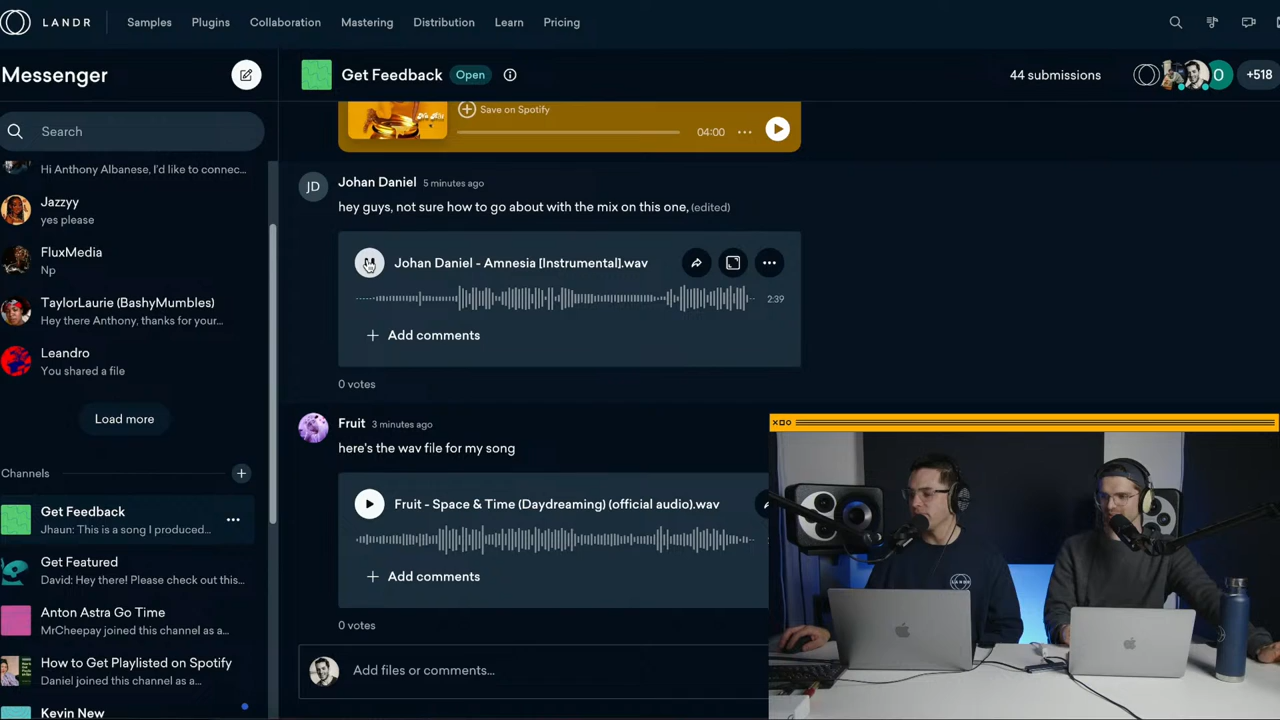 LANDR
Samples
Plugins
Collaboration
Mastering
Distribution
Learn
Pricing
Messenger
Search
Hi Anthony Albanese, I'd like to connec...
Jazzyy
yes please
FluxMedia
Np
TaylorLaurie (BashyMumbles)
Hey there Anthony, thanks for your...
Leandro
You shared a file
Load more
Channels
Get Feedback
Jhaun: This is a song I produced...
Get Featured
David: Hey there! Please check out this...
Anton Astra Go Time
MrCheepay joined this channel as a...
How to Get Playlisted on Spotify
Daniel joined this channel as a...
Kevin New
Get Feedback
Open
44 submissions
O
+518
Save on Spotify
04:00
JD
Johan Daniel 5 minutes ago
hey guys, not sure how to go about with the mix on this one, (edited)
Johan Daniel - Amnesia [Instrumental].wav
2:39
Add comments
0 votes
Fruit 3 minutes ago
here's the wav file for my song
Fruit - Space & Time (Daydreaming) (official audio).wav
Add comments
0 votes
Add files or comments...
LANDR